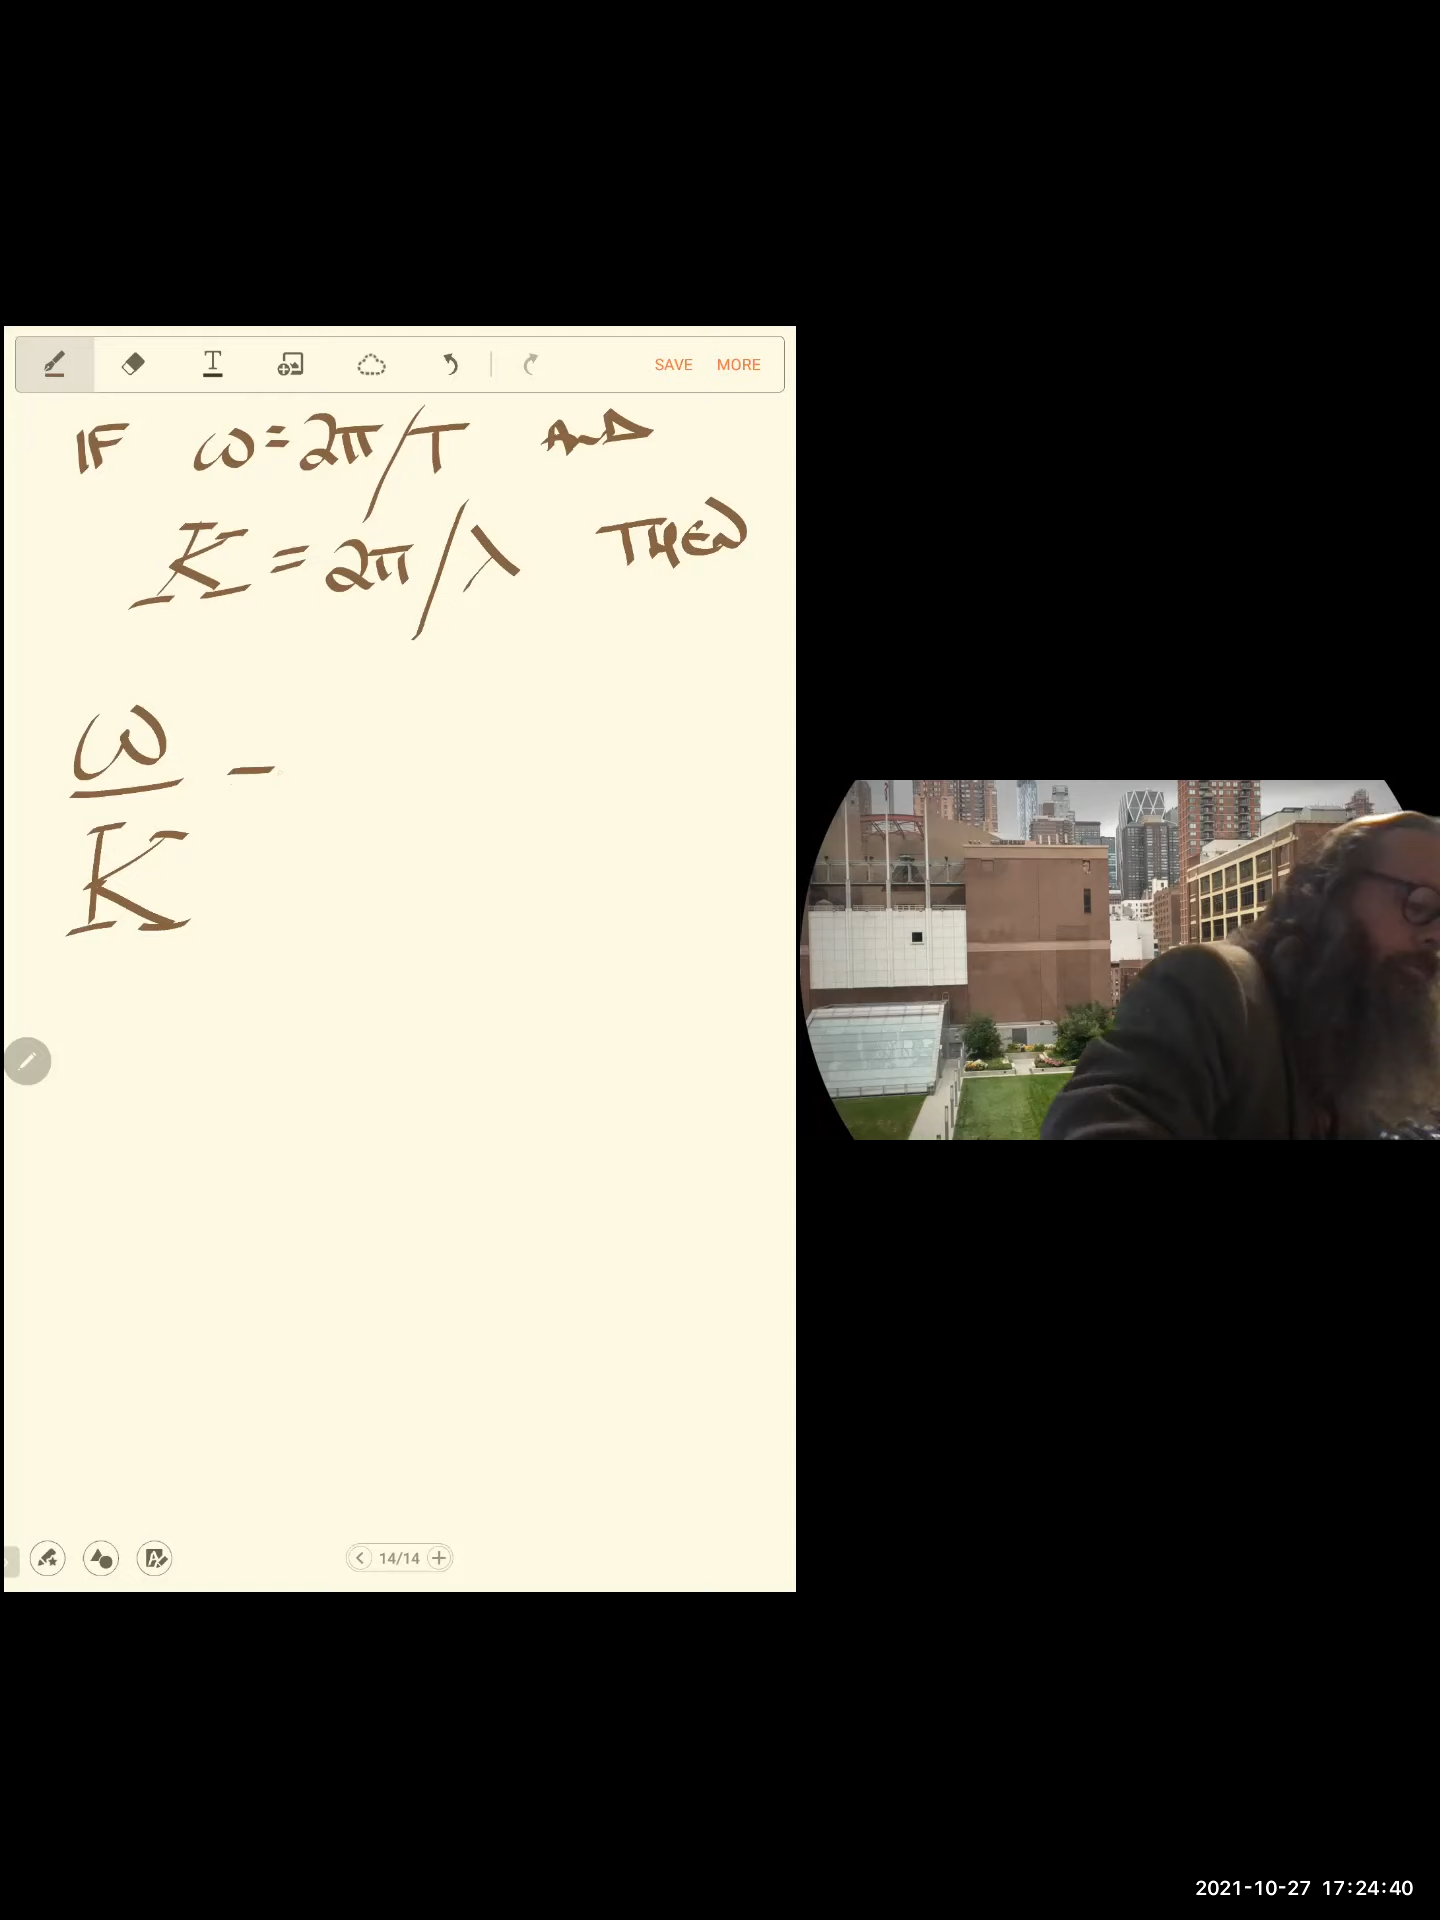 T
SAVE MORE
IF ω=2π/T AND
K = 2π/λ THEN
ω
K
-
A
14/14
2021-10-27 17:24:40